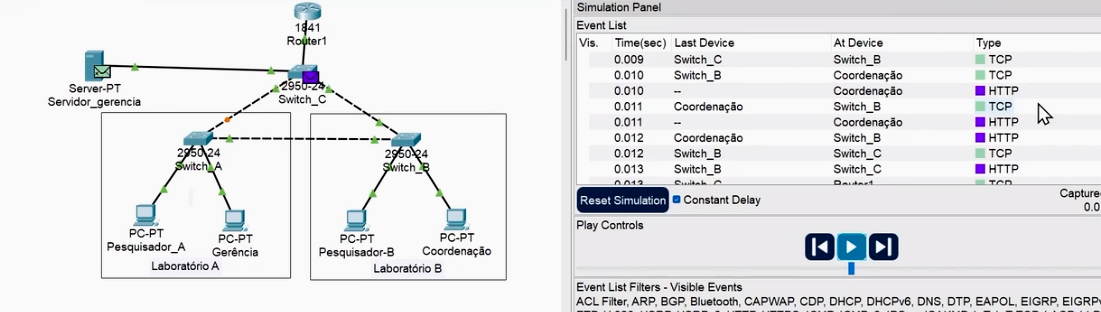 1841
Router1
Server-PT
Servidor_gerencia
2950-24
Switch_C
2950-24
Switch_A
2950-24
Switch_B
PC-PT
Pesquisador_A
PC-PT
Gerência
Laboratório A
PC-PT
Pesquisador-B
PC-PT
Coordenação
Laboratório B
Simulation Panel
Event List
Vis. Time(sec) Last Device At Device Type
0.009 Switch_C Switch_B TCP
0.010 Switch_B Coordenação TCP
0.010 -- Coordenação HTTP
0.011 Coordenação Switch_B TCP
0.011 -- Coordenação HTTP
0.012 Coordenação Switch_B HTTP
0.012 Switch_B Switch_C TCP
0.013 Switch_B Switch_C HTTP
0.013 Switch_C Router1 TCP
Reset Simulation Constant Delay Capture
0.0
Play Controls
Event List Filters - Visible Events
ACL Filter, ARP, BGP, Bluetooth, CAPWAP, CDP, DHCP, DHCPv6, DNS, DTP, EAPOL, EIGRP, EIGRPv